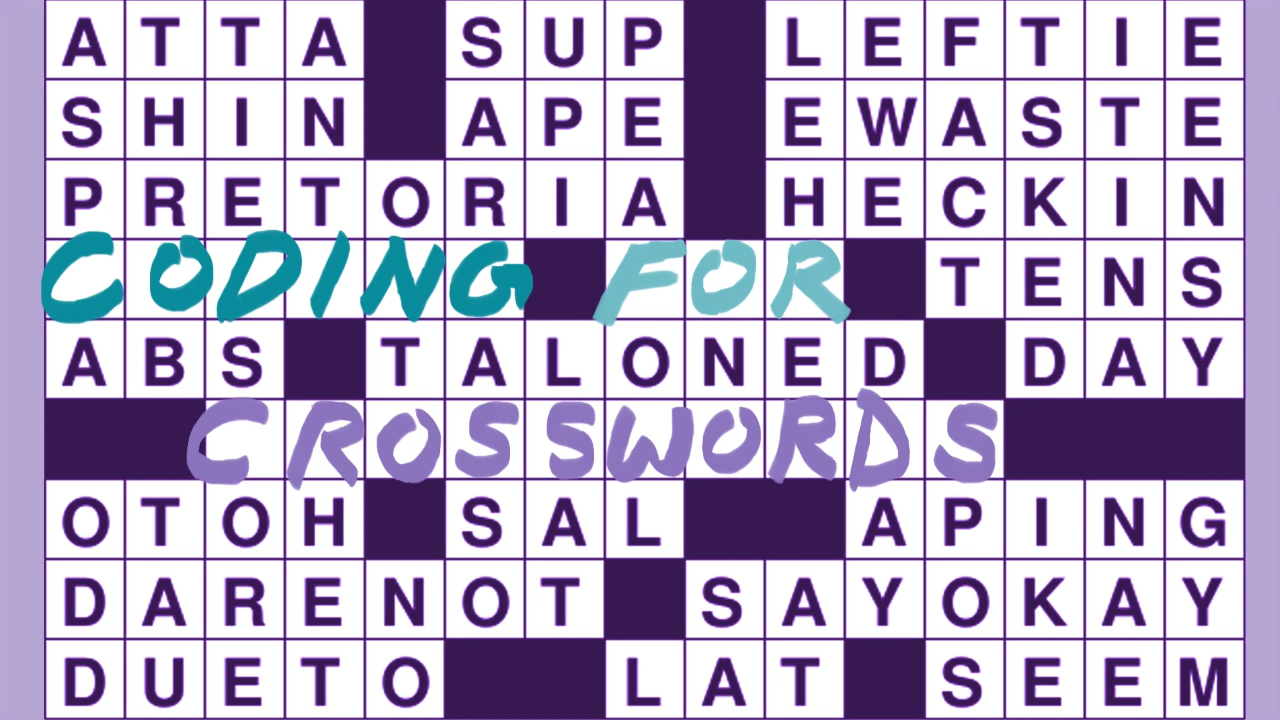 ATTA SUP LEFTIE
SHIN APE EWASTE
PRETORIA HECKIN
CODING FOR TENS
ABS TALONED DAY
CROSSWORDS
OTOH SAL APING
DARENOT SAYOKAY
DUETO LAT SEEM